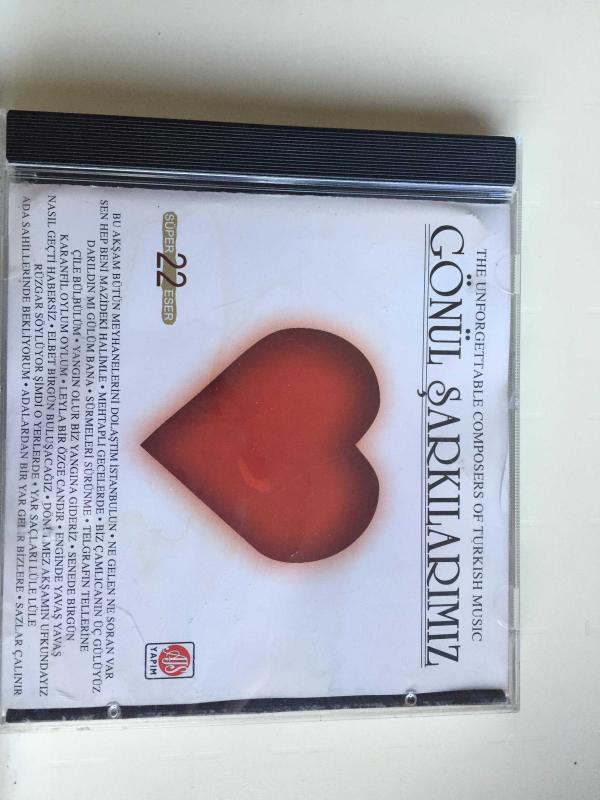 THE UNFORGETTABLE COMPOSERS OF TURKISH MUSIC
GÖNÜL ŞARKILARIMIZ
SÜPER 22 ESER
AJS
YAPIM
BU AKŞAM BÜTÜN MEYHANELERİNİ DOLAŞTIM İSTANBULUN • NE GELEN NE SORAN VAR
SEN HEP BENİ MAZİDEKİ HALİMLE • MEHTAPLI GECELERDE • BİZ ÇAMLICANIN ÜÇ GÜLÜYÜZ
DARILDIN MI GÜLÜM BANA • SÜRMELERİ SÜRÜNME • TELGRAFIN TELLERİNE
ÇİLE BÜLBÜLÜM • YANGIN OLUR BİZ YANGINA GİDERİZ • SENEDE BİRGÜN
KARANFİL OYLUM OYLUM • LEYLA BİR ÖZGE CANDIR • ENGİNDE YAVAŞ YAVAŞ
NASIL GEÇTİ HABERSİZ • ELBET BİRGÜN BULUŞACAĞIZ • DÖNÜLMEZ AKŞAMIN UFKUNDAYIZ
RÜZGAR SÖYLÜYOR ŞİMDİ O YERLERDE • YAR SAÇLARI LÜLE LÜLE
ADA SAHİLLERİNDE BEKLİYORUM • ADALARDAN BİR YAR GELİR BİZLERE • SAZLAR ÇALINIR